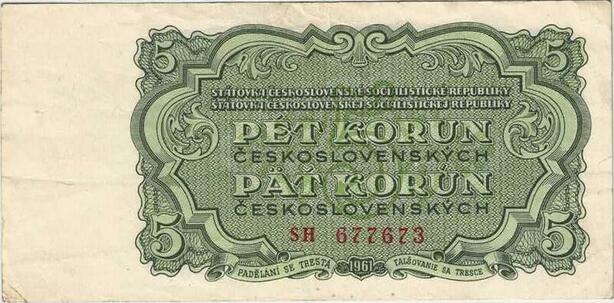 5 5
STÁTOVKA ČESKOSLOVENSKÉ SOCIALISTICKÉ REPUBLIKY
ŠTÁTOVKA ČESKOSLOVENSKEJ SOCIALISTICKEJ REPUBLIKY
PĚT KORUN
ČESKOSLOVENSKÝCH
PÄŤ KORÚN
ČESKOSLOVENSKÝCH
5 5
SH 677673
PADĚLÁNÍ SE TRESTÁ 1961 FALŠOVANIE SA TRESCE